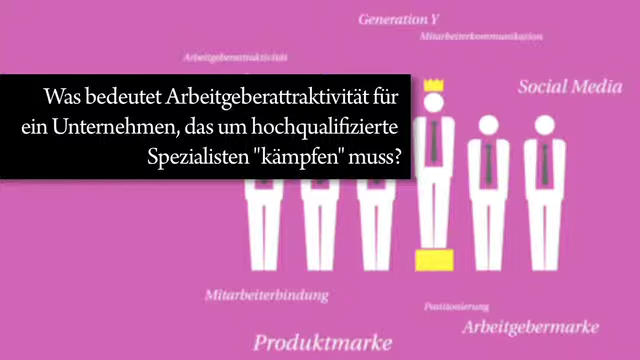 Generation Y
Mitarbeiterkommunikation
Arbeitgeberattraktivität
Social Media
Was bedeutet Arbeitgeberattraktivität für
ein Unternehmen, das um hochqualifizierte
Spezialisten "kämpfen" muss?
Mitarbeiterbindung
Positionierung
Arbeitgebermarke
Produktmarke